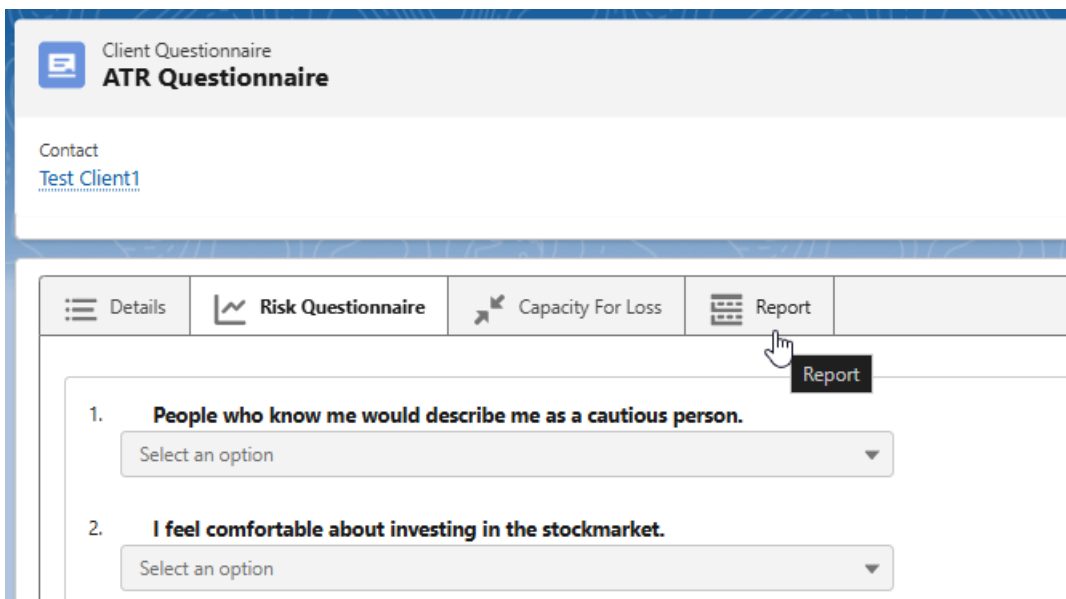 Client Questionnaire
ATR Questionnaire
Contact
Test Client1
Details
Risk Questionnaire
Capacity For Loss
Report
Report
1. People who know me would describe me as a cautious person.
Select an option
2. I feel comfortable about investing in the stockmarket.
Select an option